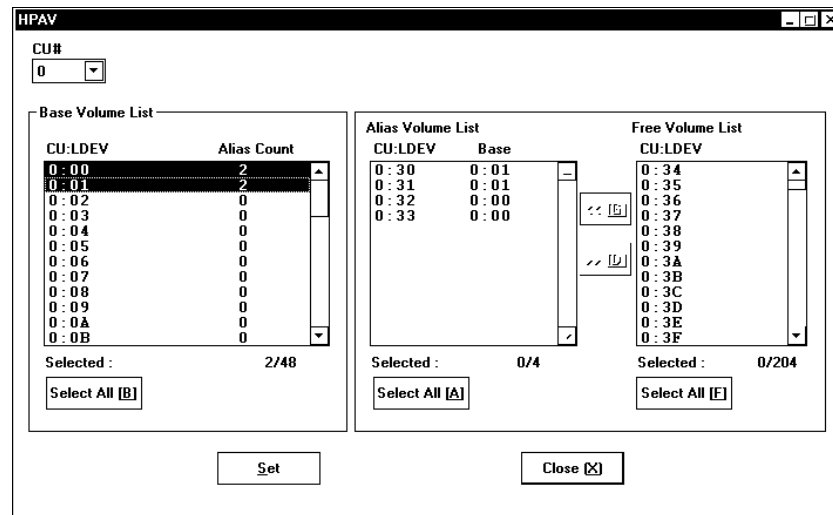 HPAV
CU#
0
Base Volume List
CU:LDEV Alias Count
0:00 2
0:01 2
0:02 0
0:03 0
0:04 0
0:05 0
0:06 0
0:07 0
0:08 0
0:09 0
0:0A 0
0:0B 0
Selected : 2/48
Select All [B]
Alias Volume List
CU:LDEV Base
0:30 0:01
0:31 0:01
0:32 0:00
0:33 0:00
Selected : 0/4
Select All [A]
<< [G]
>> [D]
Free Volume List
CU:LDEV
0:34
0:35
0:36
0:37
0:38
0:39
0:3A
0:3B
0:3C
0:3D
0:3E
0:3F
Selected : 0/204
Select All [F]
Set
Close [X]